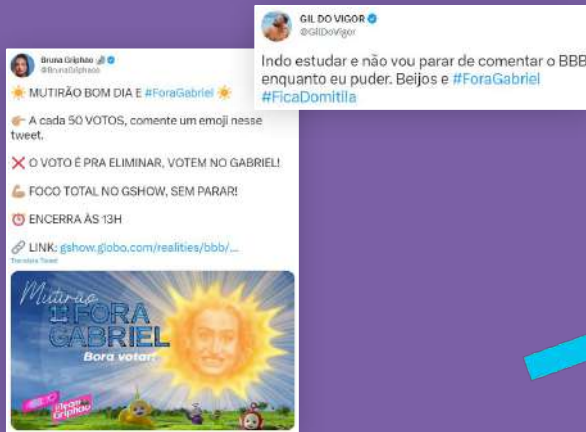 GIL DO VIGOR
@GilDoVigor
Indo estudar e não vou parar de comentar o BBB
enquanto eu puder. Beijos e #ForaGabriel
#FicaDomitila
Bruna Griphao
@BrunaGriphao
☀️ MUTIRÃO BOM DIA E #ForaGabriel ☀️
👉🏼 A cada 50 VOTOS, comente um emoji nesse
tweet.
❌ O VOTO É PRA ELIMINAR, VOTEM NO GABRIEL!
💪🏼 FOCO TOTAL NO GSHOW, SEM PARAR!
⏰ ENCERRA ÀS 13H
🔗 LINK: gshow.globo.com/realities/bbb/...
Translate Tweet
Mutirão
#FORA
GABRIEL
Bora votar!
#Team
Griphao